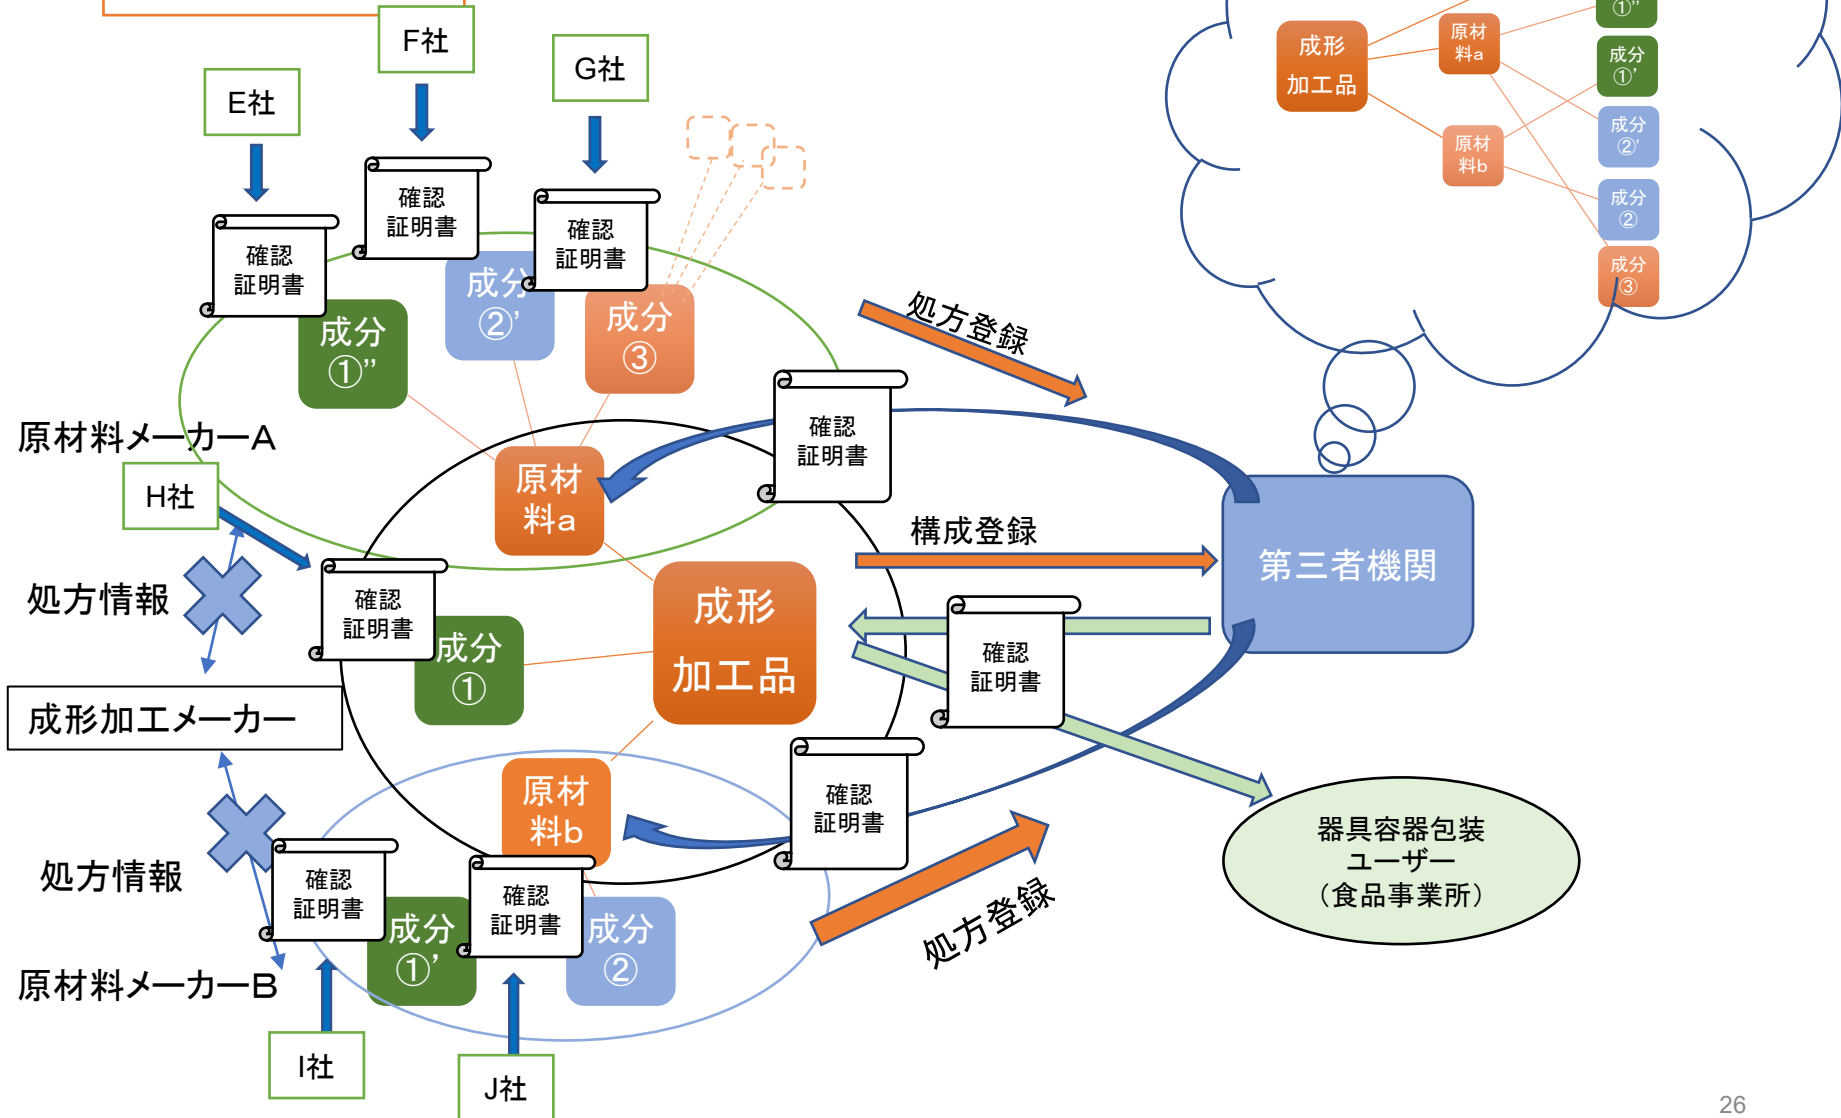 F社
G社
E社
確認
証明書
確認
証明書
確認
証明書
成分
①’’
成分
②’
成分
③
原材料メーカーA
H社
原材
料a
確認
証明書
処方登録
処方情報
確認
証明書
成分
①
成形
加工品
構成登録
第三者機関
確認
証明書
成形加工メーカー
原材
料b
確認
証明書
器具容器包装
ユーザー
（食品事業所）
処方情報
確認
証明書
確認
証明書
成分
①’
成分
②
処方登録
原材料メーカーB
I社
J社
成形
加工品
原材
料a
原材
料b
①’’
成分
①’
成分
②’
成分
②
成分
③
26